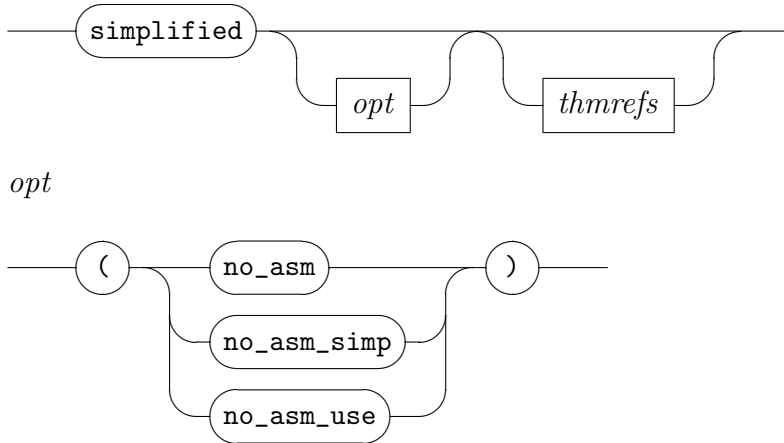 simplified
opt thmrefs
opt
( no_asm )
no_asm_simp
no_asm_use